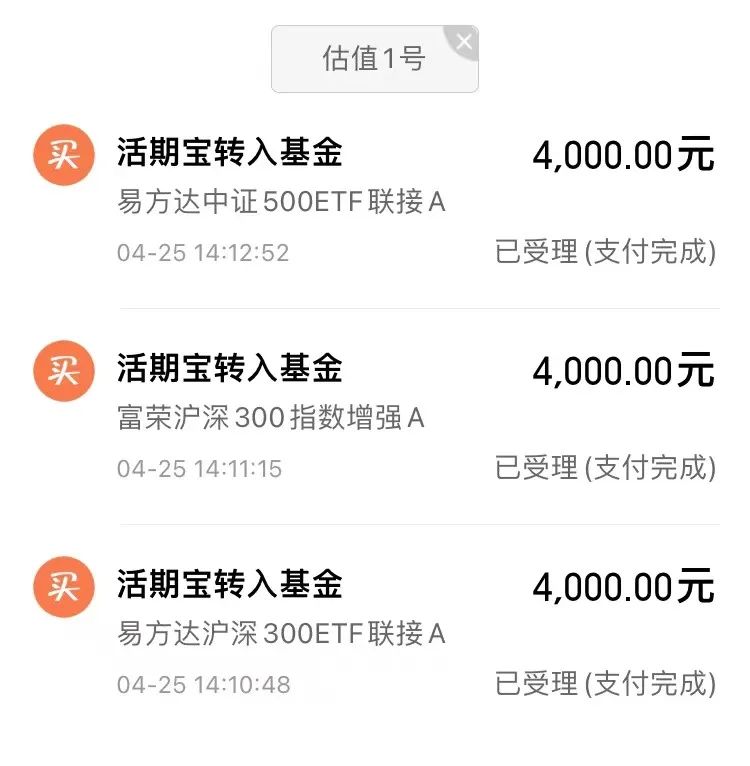 估值1号
买 活期宝转入基金 4,000.00元
易方达中证500ETF联接A
04-25 14:12:52 已受理(支付完成)
买 活期宝转入基金 4,000.00元
富荣沪深300指数增强A
04-25 14:11:15 已受理(支付完成)
买 活期宝转入基金 4,000.00元
易方达沪深300ETF联接A
04-25 14:10:48 已受理(支付完成)